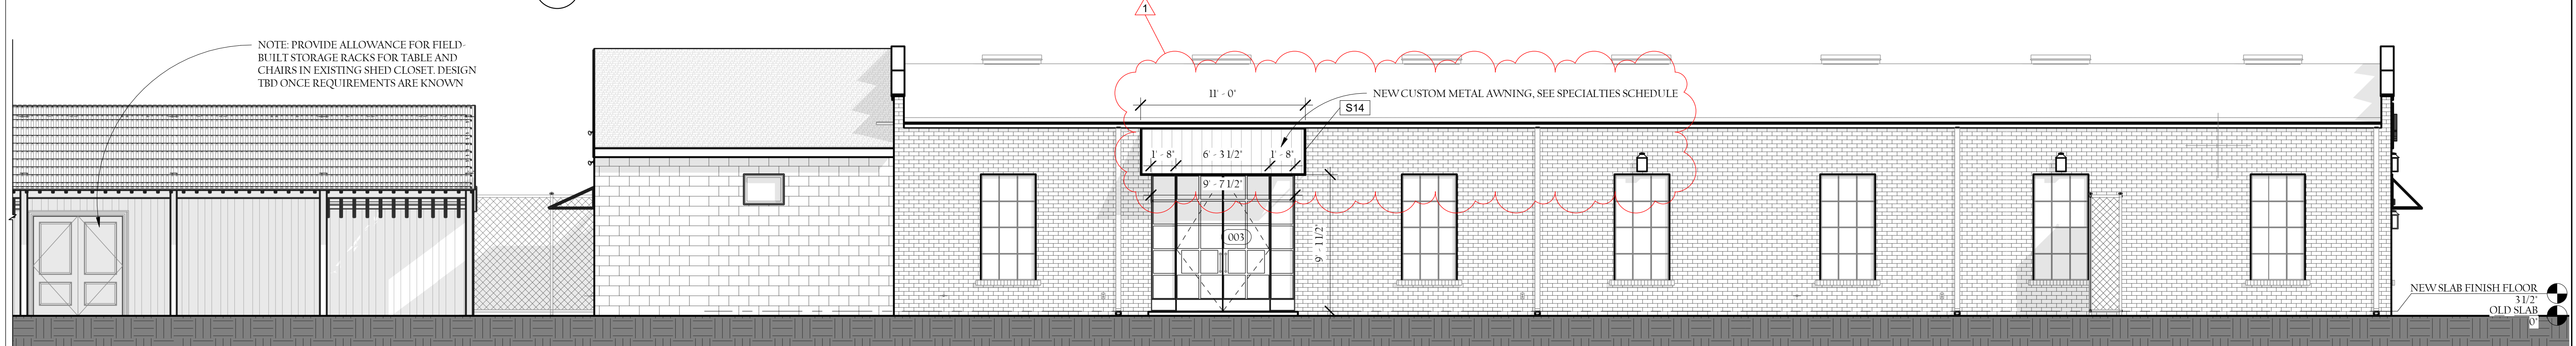 1
NOTE: PROVIDE ALLOWANCE FOR FIELD-
BUILT STORAGE RACKS FOR TABLE AND
CHAIRS IN EXISTING SHED CLOSET. DESIGN
TBD ONCE REQUIREMENTS ARE KNOWN
11' - 0"
NEW CUSTOM METAL AWNING, SEE SPECIALTIES SCHEDULE
S14
1' - 8"
6' - 3 1/2"
1' - 8"
9' - 7 1/2"
003
9' - 1 1/2"
NEW SLAB FINISH FLOOR
3 1/2"
OLD SLAB
0"